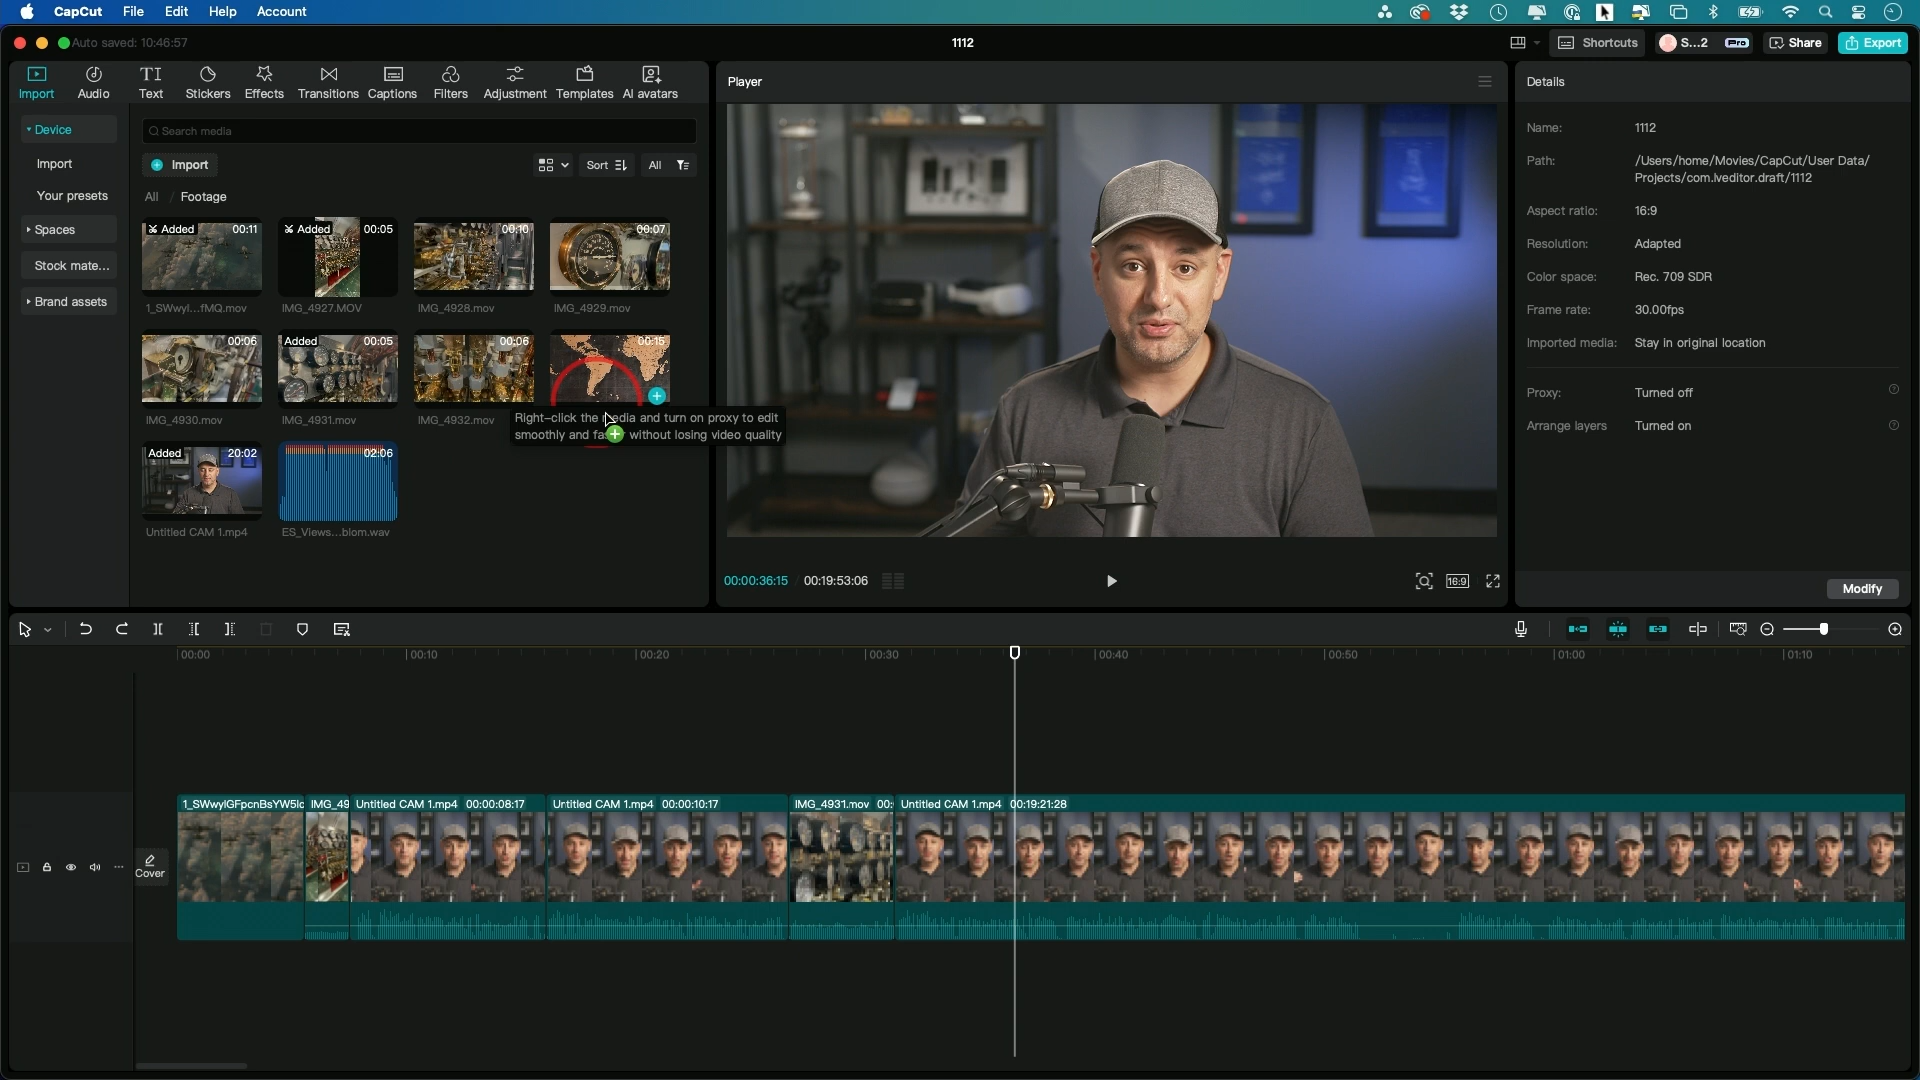 CapCut File Edit Help Account
Auto saved: 10:46:57
1112
Shortcuts
S...2
Pro
Share
Export
Import Audio Text Stickers Effects Transitions Captions Filters Adjustment Templates AI avatars
Device
Import
Your presets
Spaces
Stock mate...
Brand assets
Search media
Import
Sort
All
All / Footage
Added 00:11
Added 00:05
00:10
00:07
1_SWwyl...fMQ.mov
IMG_4927.MOV
IMG_4928.mov
IMG_4929.mov
00:06
Added 00:05
00:06
00:15
IMG_4930.mov
IMG_4931.mov
IMG_4932.mov
Right-click the media and turn on proxy to edit
smoothly and without losing video quality
Added 20:02
02:06
Untitled CAM 1.mp4
ES_Views...blom.wav
Player
00:00:36:15 00:19:53:06
16:9
Details
Name: 1112
Path: /Users/home/Movies/CapCut/User Data/
Projects/com.lveditor.draft/1112
Aspect ratio: 16:9
Resolution: Adapted
Color space: Rec. 709 SDR
Frame rate: 30.00fps
Imported media: Stay in original location
Proxy: Turned off
Arrange layers Turned on
Modify
00:00 00:10 00:20 00:30 00:40 00:50 01:00 01:10
Cover
IMG_49
Untitled CAM 1.mp4 00:00:08:17
Untitled CAM 1.mp4 00:00:10:17
IMG_4931.mov 00:
Untitled CAM 1.mp4 00:19:21:28